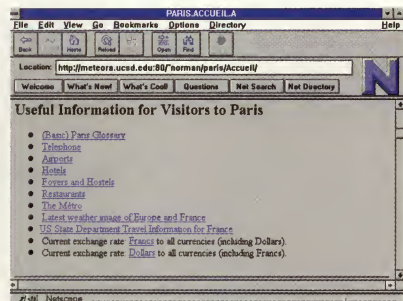 PARIS.ACCUEIL.A
File Edit View Go Bookmarks Options Directory Help
Back Home Reload Open Find
Location: http://meteora.ucsd.edu:80/~norman/paris/Accueil/
Welcome What's New! What's Cool! Questions Net Search Net Directory
N
Useful Information for Visitors to Paris
(Basic) Paris Glossary
Telephone
Airports
Hotels
Foyers and Hostels
Restaurants
The Métro
Latest weather image of Europe and France
US State Department Travel Information for France
Current exchange rate Francs to all currencies (including Dollars).
Current exchange rate Dollars to all currencies (including Francs).
Netscape